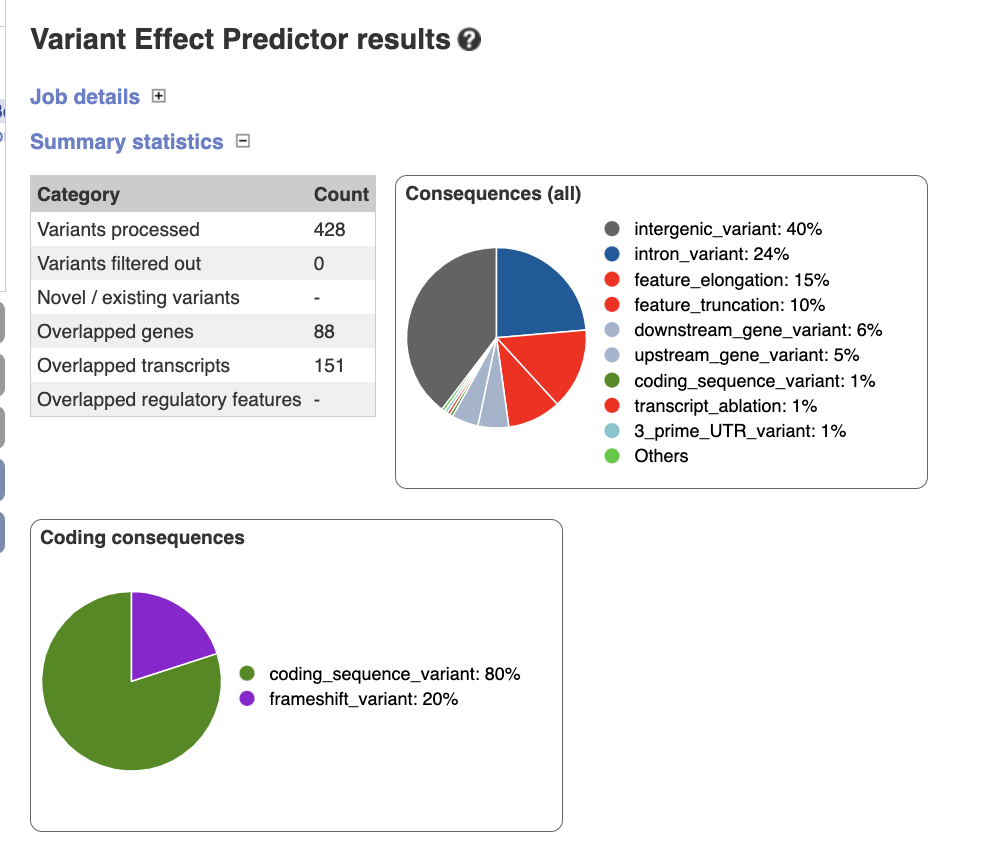 Variant Effect Predictor results ?
Job details +
Summary statistics −
Category Count
Variants processed 428
Variants filtered out 0
Novel / existing variants -
Overlapped genes 88
Overlapped transcripts 151
Overlapped regulatory features -
Consequences (all)
intergenic_variant: 40%
intron_variant: 24%
feature_elongation: 15%
feature_truncation: 10%
downstream_gene_variant: 6%
upstream_gene_variant: 5%
coding_sequence_variant: 1%
transcript_ablation: 1%
3_prime_UTR_variant: 1%
Others
Coding consequences
coding_sequence_variant: 80%
frameshift_variant: 20%